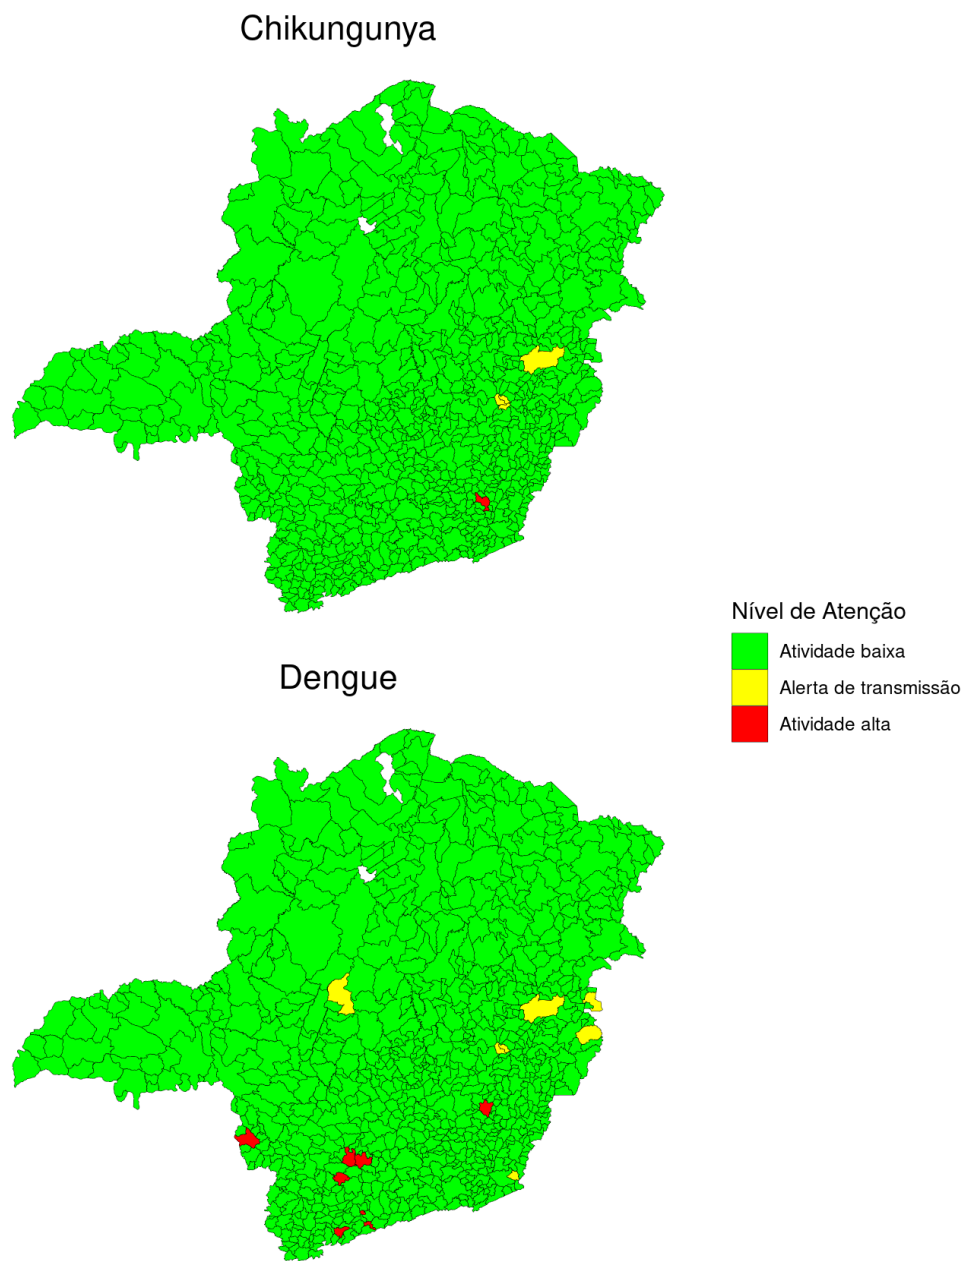 Chikungunya
Nível de Atenção
Atividade baixa
Alerta de transmissão
Atividade alta
Dengue